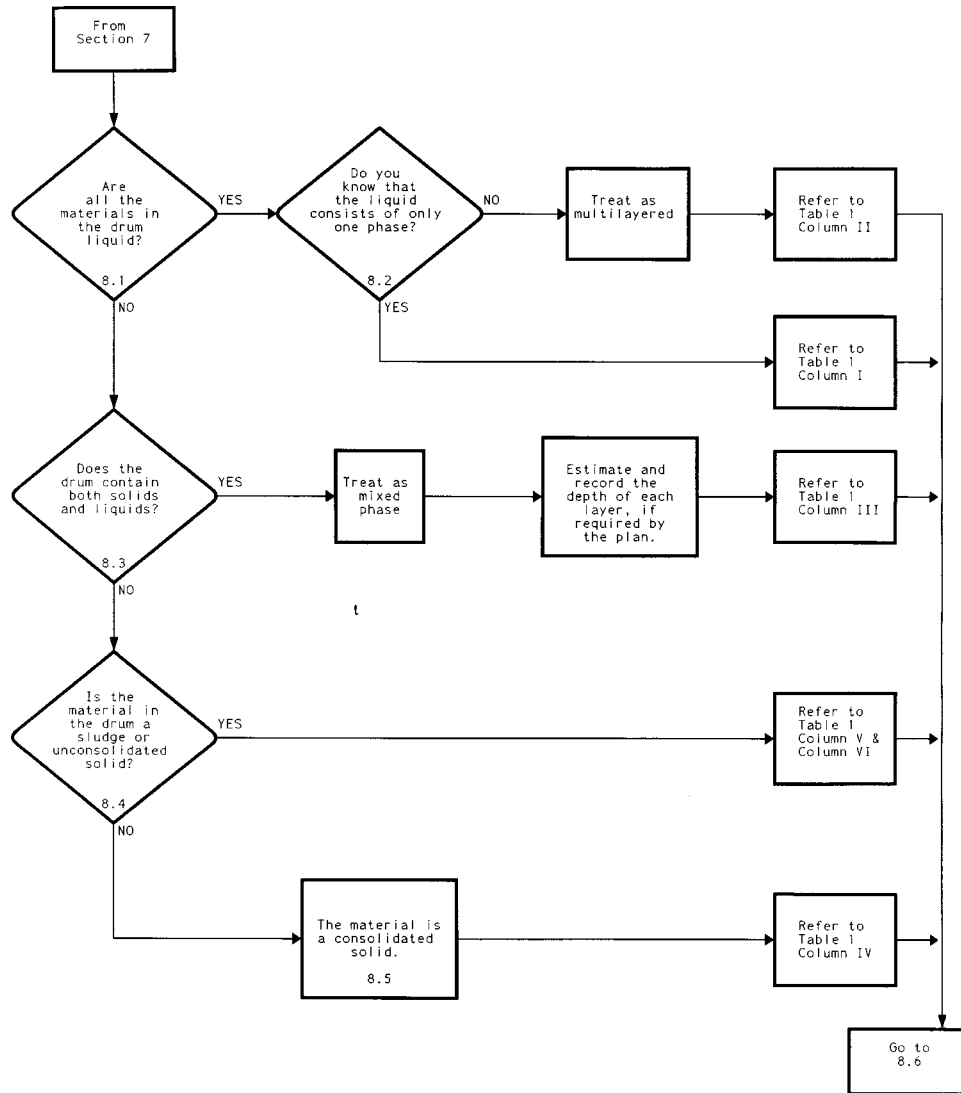 From
Section 7
Are
all the
materials in
the drum
liquid?
8.1
YES
NO
Do you
know that
the liquid
consists of only
one phase?
8.2
NO
YES
Treat as
multilayered
Refer to
Table 1
Column II
Refer to
Table 1
Column I
Does the
drum contain
both solids
and liquids?
8.3
YES
NO
Treat as
mixed
phase
Estimate and
record the
depth of each
layer, if
required by
the plan.
Refer to
Table 1
Column III
t
Is the
material in
the drum a
sludge or
unconsolidated
solid?
8.4
YES
NO
Refer to
Table 1
Column V &
Column VI
The material is
a consolidated
solid.
8.5
Refer to
Table 1
Column IV
Go to
8.6